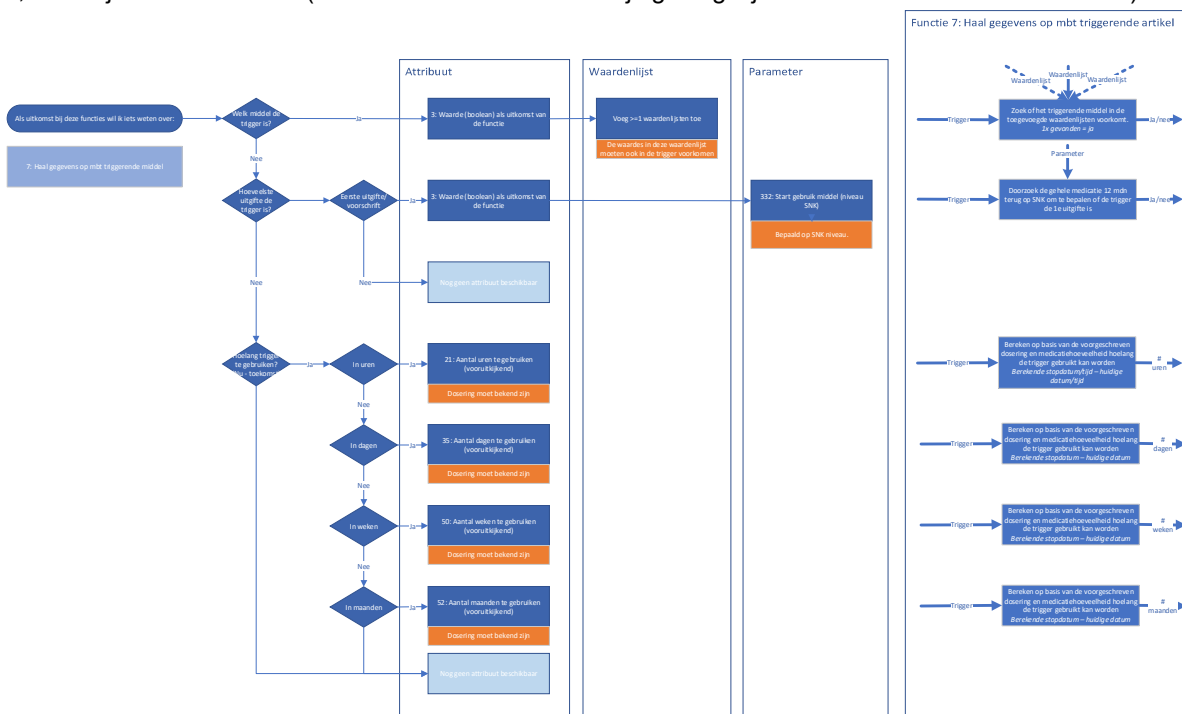 Functie 7: Haal gegevens op mbt triggerende artikel
Attribuut
Waardenlijst
Parameter
Als uitkomst bij deze functies wil ik iets weten over:
7: Haal gegevens op mbt triggerende middel
Welk middel de
trigger is?
Ja
3: Waarde (boolean) als uitkomst van
de functie
Voeg >=1 waardenlijsten toe
De waardes in deze waardenlijst
moeten ook in de trigger voorkomen
Waardenlijst
Waardenlijst
Waardenlijst
Trigger
Zoek of het triggerende middel in de
toegevoegde waardenlijsten voorkomt.
1x gevonden = ja
Ja/nee
Nee
Hoeveelste
uitgifte de
trigger is?
Eerste uitgifte/
voorschrift
Ja
3: Waarde (boolean) als uitkomst van
de functie
332: Start gebruik middel (niveau
SNK)
Bepaald op SNK niveau.
Parameter
Trigger
Doorzoek de gehele medicatie 12 mdn
terug op SNK om te bepalen of de trigger
de 1e uitgifte is
Ja/nee
Nee
Nee
Nog geen attribuut beschikbaar
Hoelang trigger
te gebruiken?
Ja
In uren
Ja
21: Aantal uren te gebruiken
(vooruitkijkend)
Dosering moet bekend zijn
Trigger
Bereken op basis van de voorgeschreven
dosering en medicatiehoeveelheid hoelang
de trigger gebruikt kan worden
Berekende stopdatum/tijd – huidige
datum/tijd
#
uren
Nee
In dagen
Ja
35: Aantal dagen te gebruiken
(vooruitkijkend)
Dosering moet bekend zijn
Trigger
Bereken op basis van de voorgeschreven
dosering en medicatiehoeveelheid hoelang
de trigger gebruikt kan worden
Berekende stopdatum – huidige datum
#
dagen
Nee
In weken
Ja
50: Aantal weken te gebruiken
(vooruitkijkend)
Dosering moet bekend zijn
Trigger
Bereken op basis van de voorgeschreven
dosering en medicatiehoeveelheid hoelang
de trigger gebruikt kan worden
Berekende stopdatum – huidige datum
#
weken
Nee
In maanden
Ja
52: Aantal maanden te gebruiken
(vooruitkijkend)
Dosering moet bekend zijn
Trigger
Bereken op basis van de voorgeschreven
dosering en medicatiehoeveelheid hoelang
de trigger gebruikt kan worden
Berekende stopdatum – huidige datum
#
maanden
Nog geen attribuut beschikbaar